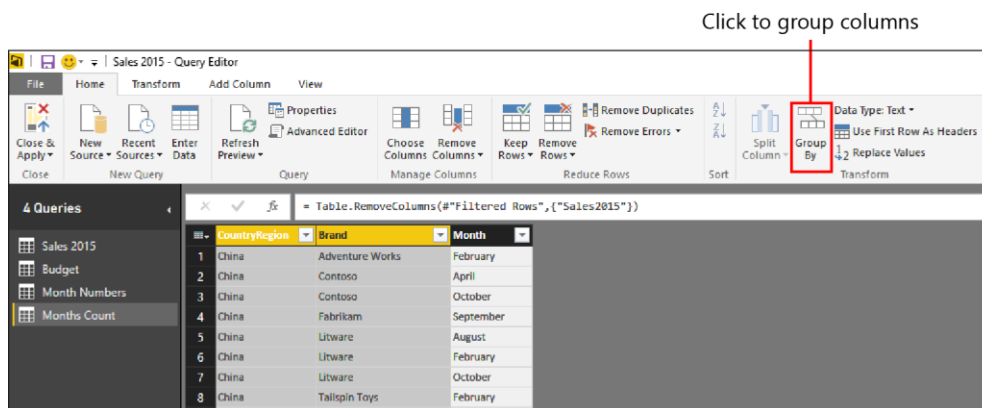 Click to group columns
Sales 2015 - Query Editor
File Home Transform Add Column View
Close & Apply
New Source
Recent Sources
Enter Data
Refresh Preview
Properties
Advanced Editor
Choose Columns
Remove Columns
Keep Rows
Remove Rows
Remove Duplicates
Remove Errors
A Z
Z A
Split Column
Group By
Data Type: Text
Use First Row As Headers
1 2 Replace Values
Close New Query Query Manage Columns Reduce Rows Sort Transform
4 Queries
Sales 2015
Budget
Month Numbers
Months Count
fx = Table.RemoveColumns(#"Filtered Rows",{"Sales2015"})
CountryRegion Brand Month
1 China Adventure Works February
2 China Contoso April
3 China Contoso October
4 China Fabrikam September
5 China Litware August
6 China Litware February
7 China Litware October
8 China Tailspin Toys February